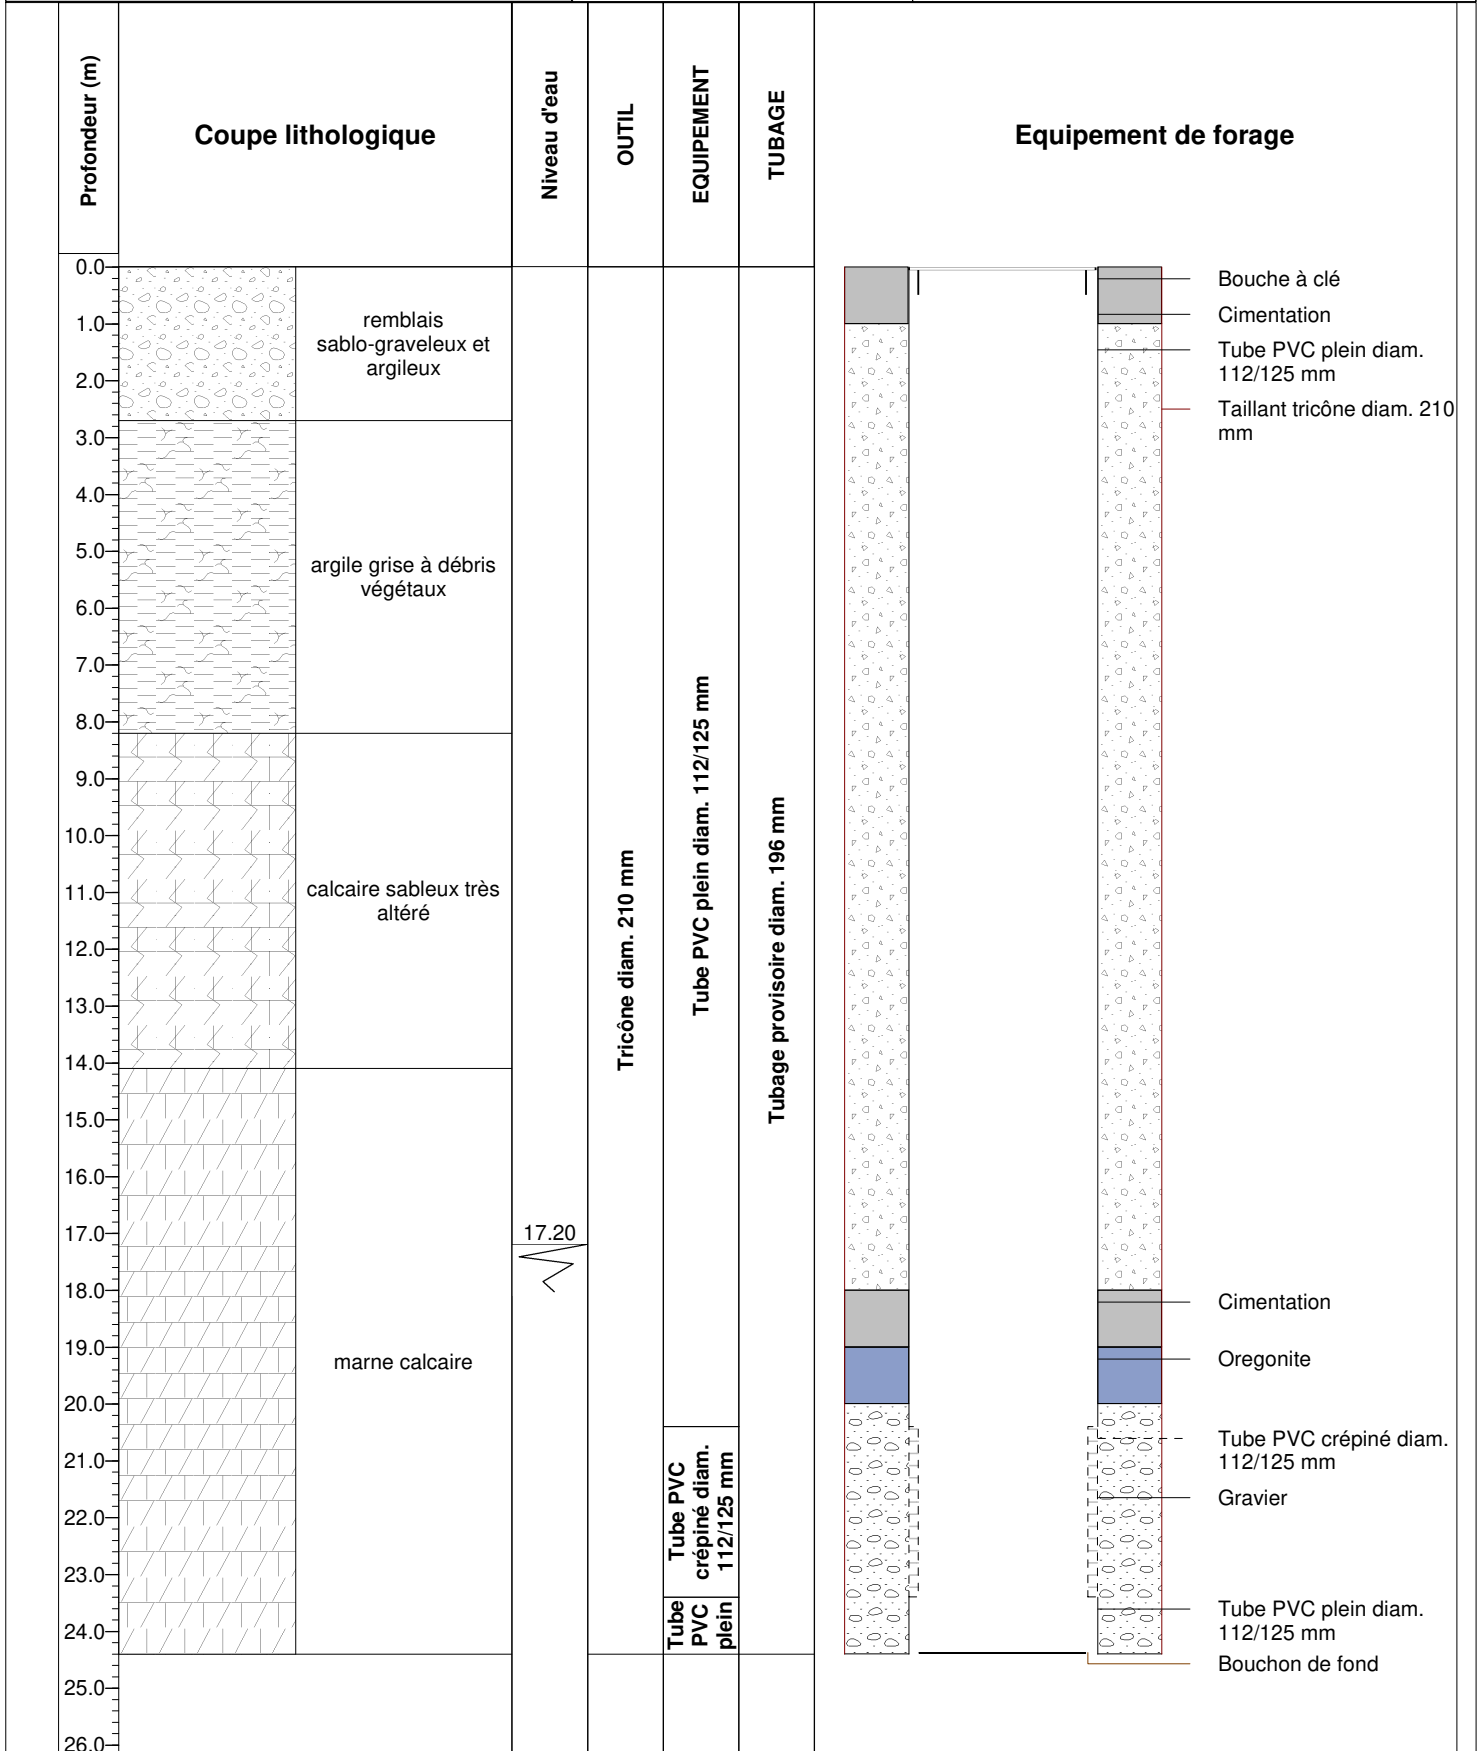 Profondeur (m)
Coupe lithologique
Niveau d'eau
OUTIL
EQUIPEMENT
TUBAGE
Equipement de forage
0.0
1.0
2.0
3.0
4.0
5.0
6.0
7.0
8.0
9.0
10.0
11.0
12.0
13.0
14.0
15.0
16.0
17.0
18.0
19.0
20.0
21.0
22.0
23.0
24.0
25.0
26.0
remblais
sablo-graveleux et
argileux
argile grise à débris
végétaux
calcaire sableux très
altéré
marne calcaire
17.20
Tricône diam. 210 mm
Tube PVC plein diam. 112/125 mm
Tube PVC
crépiné diam.
112/125 mm
Tube
PVC
plein
Tubage provisoire diam. 196 mm
Bouche à clé
Cimentation
Tube PVC plein diam.
112/125 mm
Taillant tricône diam. 210
mm
Cimentation
Oregonite
Tube PVC crépiné diam.
112/125 mm
Gravier
Tube PVC plein diam.
112/125 mm
Bouchon de fond